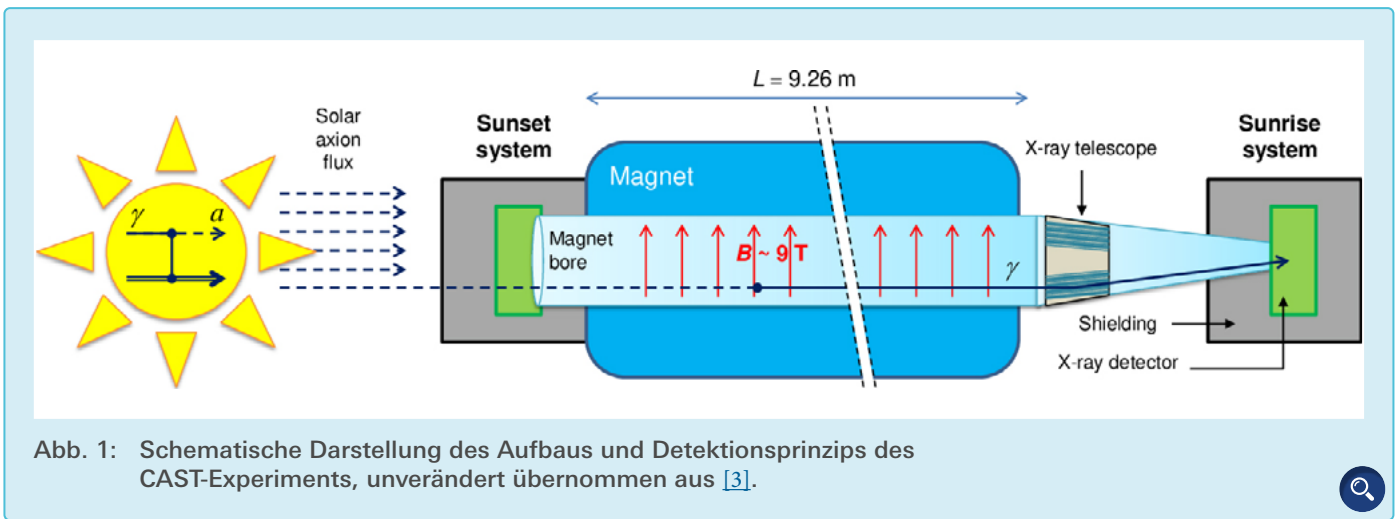 L = 9.26 m
Solar
axion
flux
Sunset
system
Sunrise
system
X-ray telescope
Magnet
γ
a
Magnet
bore
B ~ 9 T
γ
Shielding
X-ray detector
Abb. 1: Schematische Darstellung des Aufbaus und Detektionsprinzips des
CAST-Experiments, unverändert übernommen aus [3].